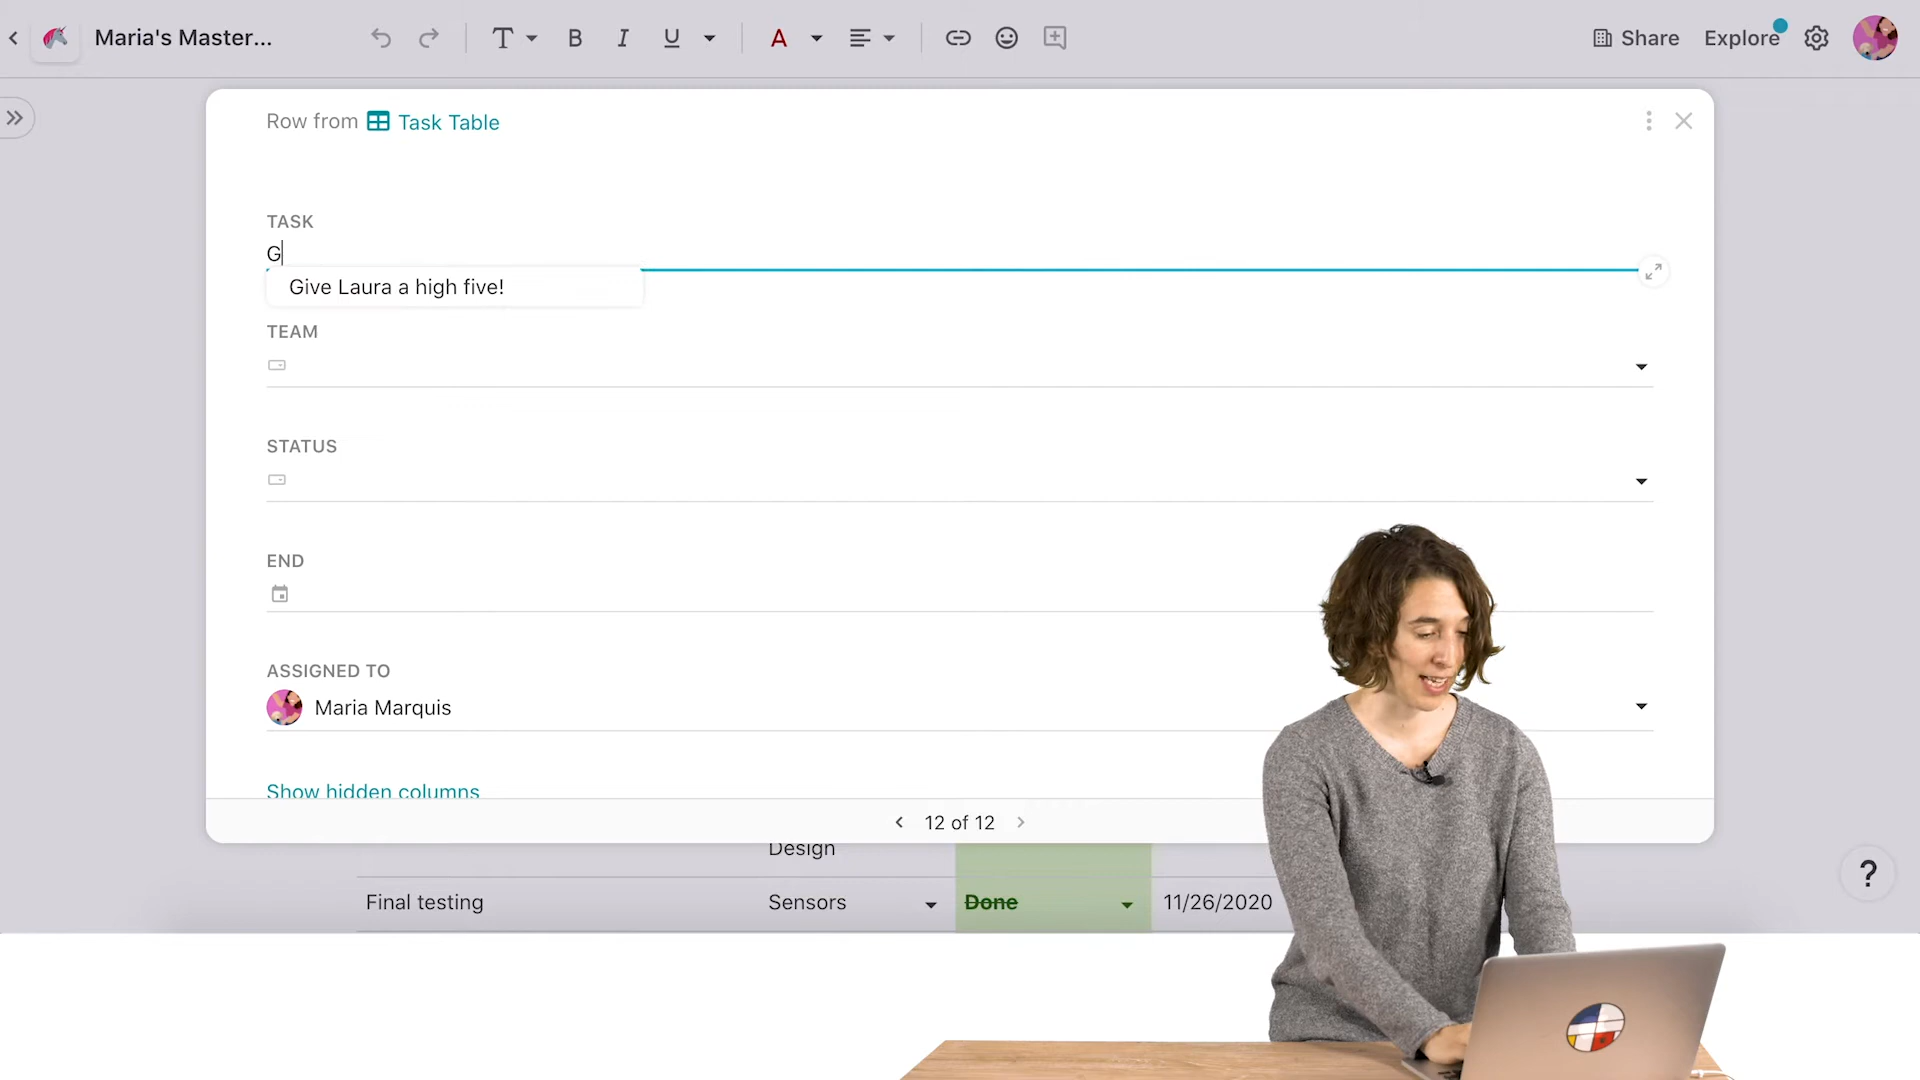 Maria's Master...
T
B
I
U
A
Share
Explore
Row from Task Table
TASK
G
Give Laura a high five!
TEAM
STATUS
END
ASSIGNED TO
Maria Marquis
Show hidden columns
12 of 12
Design
Final testing
Sensors
Done
11/26/2020
?